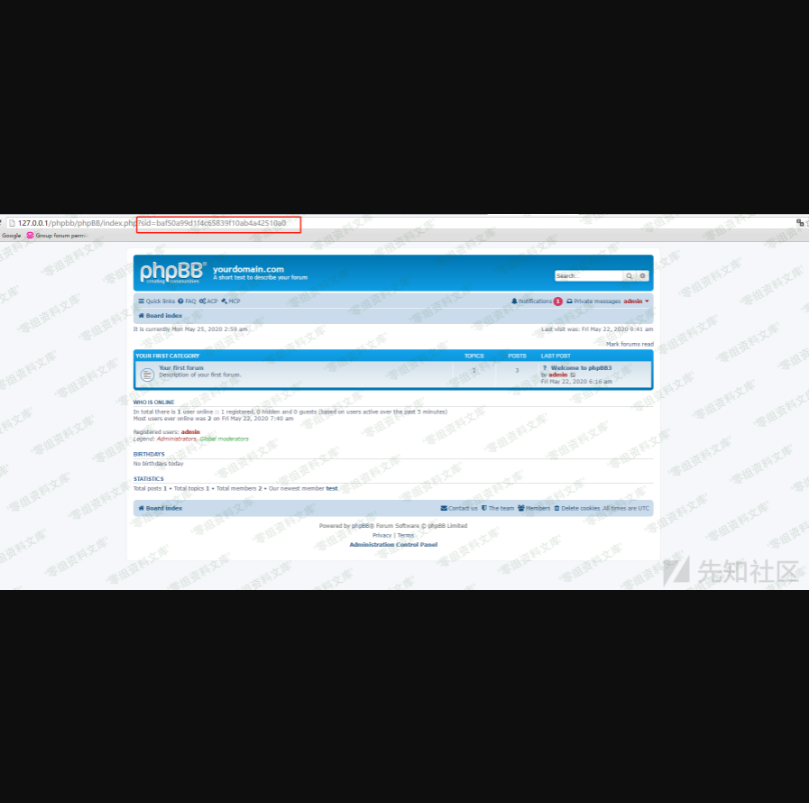 127.0.0.1/phpbb/phpBB/index.php?sid=baf50a99d1f4c65839f10ab4a42510a0
Google Group forum perm
phpBB® yourdomain.com
creating communities A short text to describe your forum
Search…
Quick links FAQ ACP MCP Notifications 1 Private messages admin
Board index
It is currently Mon May 25, 2020 2:59 am Last visit was: Fri May 22, 2020 9:41 am
Mark forums read
YOUR FIRST CATEGORY TOPICS POSTS LAST POST
Your first forum Welcome to phpBB3
Description of your first forum. 3 by admin
Fri May 22, 2020 6:16 am
WHO IS ONLINE
In total there is 1 user online :: 1 registered, 0 hidden and 0 guests (based on users active over the past 5 minutes)
Most users ever online was 2 on Fri May 22, 2020 7:40 am
Registered users: admin
Legend: Administrators, Global moderators
BIRTHDAYS
No birthdays today
STATISTICS
Total posts 1 • Total topics 1 • Total members 2 • Our newest member test
Board index Contact us The team Members Delete cookies All times are UTC
Powered by phpBB® Forum Software © phpBB Limited
Privacy | Terms
Administration Control Panel
零组资料文库
先知社区